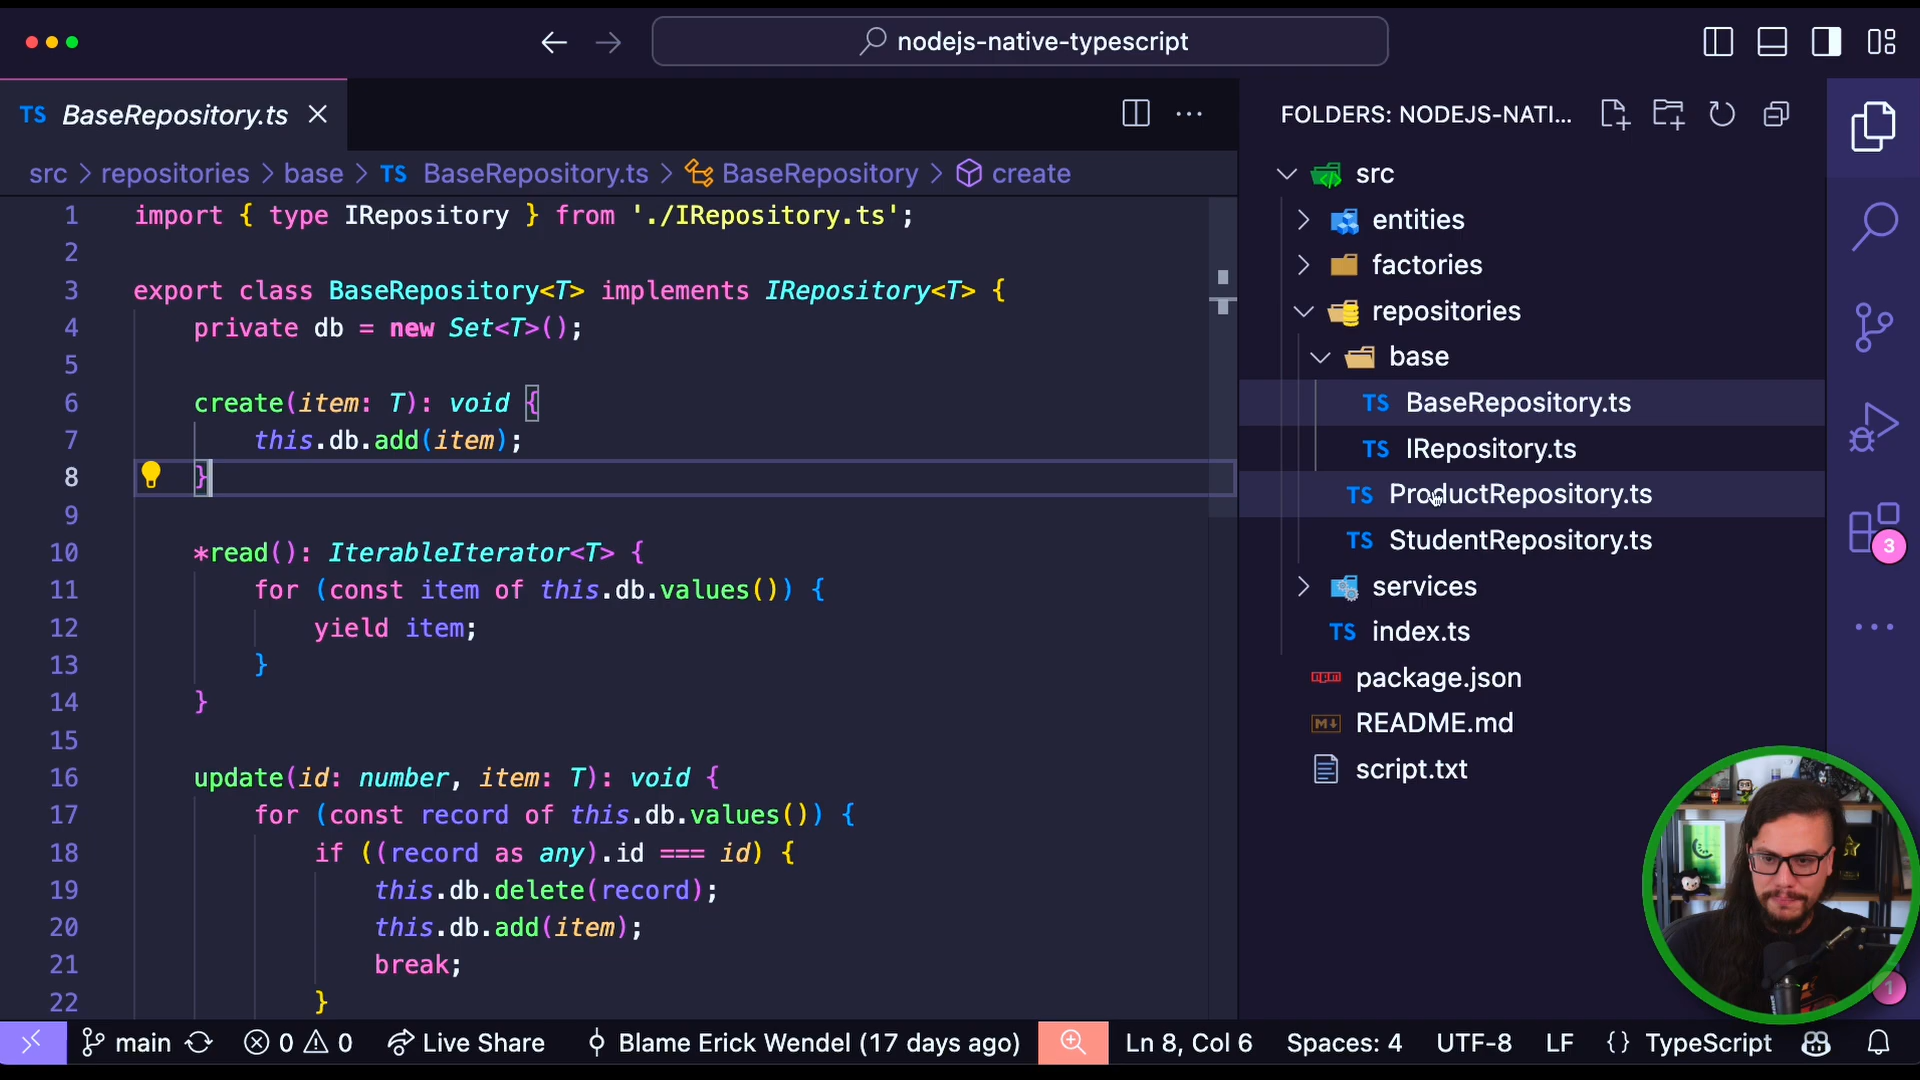 nodejs-native-typescript
TS BaseRepository.ts
FOLDERS: NODEJS-NATI...
src > repositories > base > TS BaseRepository.ts > BaseRepository > create
1 import { type IRepository } from './IRepository.ts';
2
3 export class BaseRepository<T> implements IRepository<T> {
4 private db = new Set<T>();
5
6 create(item: T): void {
7 this.db.add(item);
8 }
9
10 *read(): IterableIterator<T> {
11 for (const item of this.db.values()) {
12 yield item;
13 }
14 }
15
16 update(id: number, item: T): void {
17 for (const record of this.db.values()) {
18 if ((record as any).id === id) {
19 this.db.delete(record);
20 this.db.add(item);
21 break;
22 }
src
entities
factories
repositories
base
TS BaseRepository.ts
TS IRepository.ts
TS ProductRepository.ts
TS StudentRepository.ts
services
TS index.ts
package.json
README.md
script.txt
3
1
main 0 0 Live Share Blame Erick Wendel (17 days ago) Ln 8, Col 6 Spaces: 4 UTF-8 LF {} TypeScript